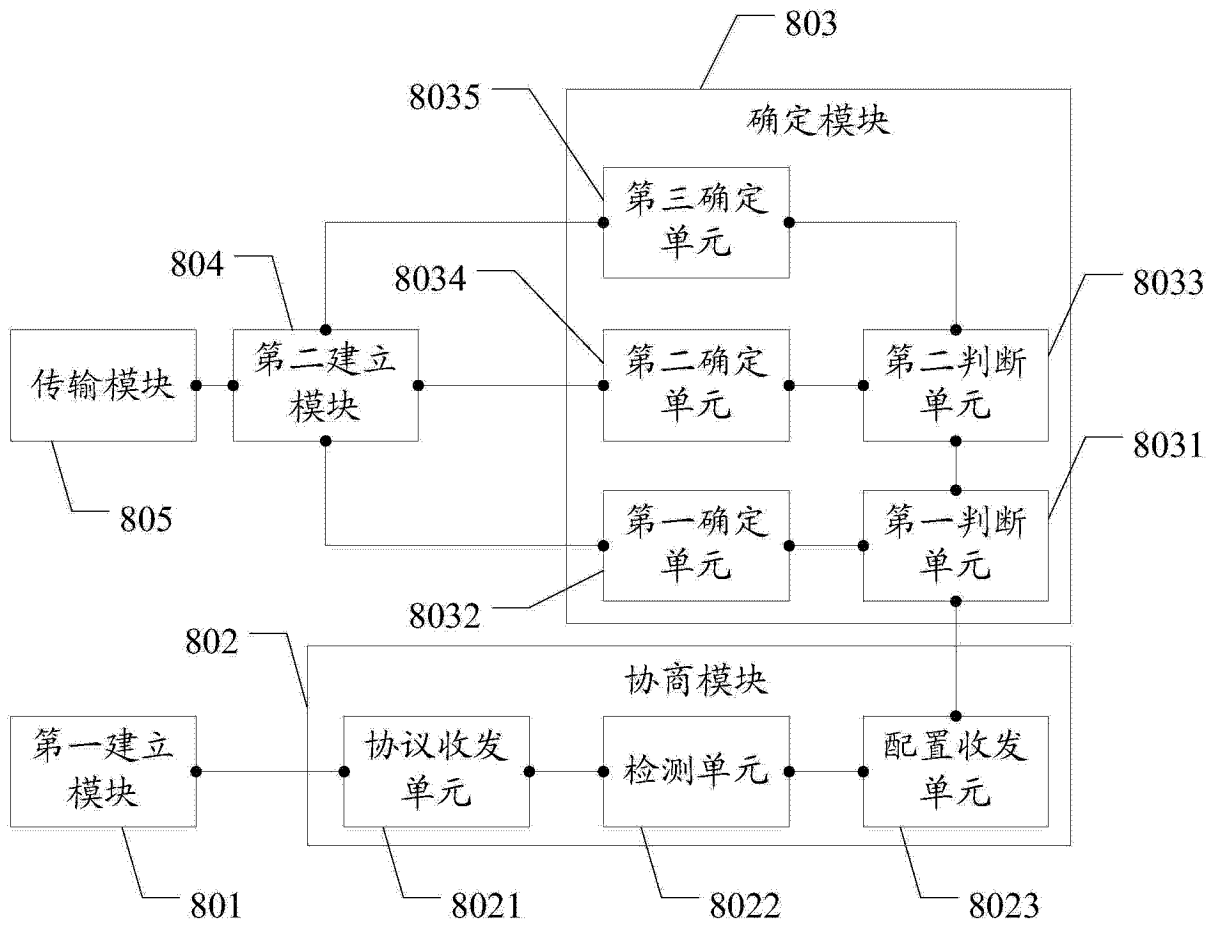 803
8035
确定模块
第三确定
单元
804
8034
8033
传输模块
第二建立
模块
第二确定
单元
第二判断
单元
8031
805
第一确定
单元
第一判断
单元
8032
802
协商模块
第一建立
模块
协议收发
单元
检测单元
配置收发
单元
801
8021
8022
8023